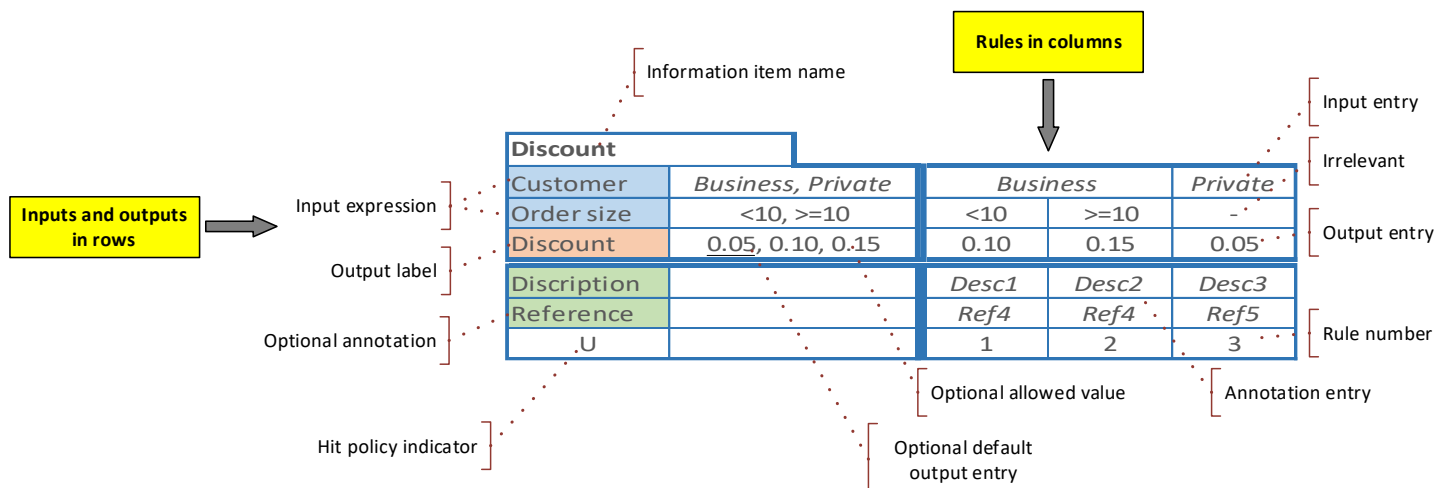 Rules in columns
Information item name
Input entry
Discount
Irrelevant
Customer Business, Private Business Private
Input expression
Order size <10, >=10 <10 >=10 -
Inputs and outputs
in rows
Discount 0.05, 0.10, 0.15 0.10 0.15 0.05
Output entry
Output label
Discription Desc1 Desc2 Desc3
Reference Ref4 Ref4 Ref5
Optional annotation
Rule number
U 1 2 3
Optional allowed value
Annotation entry
Hit policy indicator
Optional default
output entry